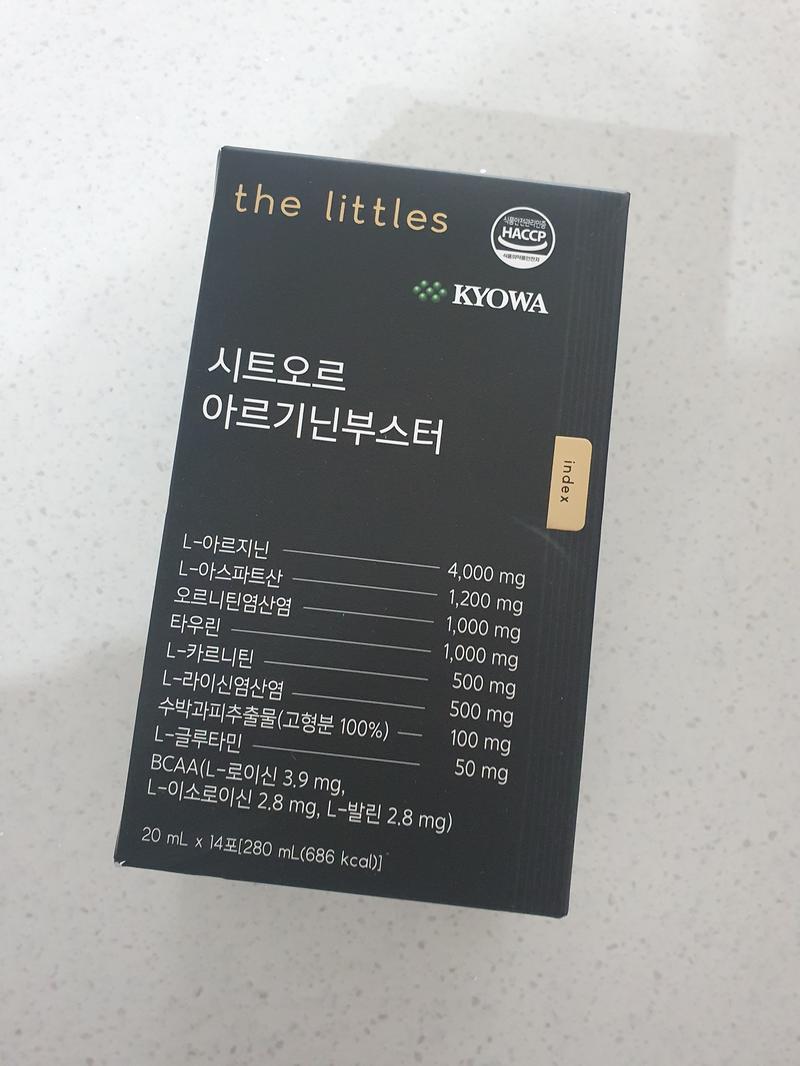 the littles
식품안전관리인증
HACCP
식품의약품안전처
KYOWA
시트오르
아르기닌부스터
index
L-아르지닌 4,000 mg
L-아스파트산 1,200 mg
오르니틴염산염 1,000 mg
타우린 1,000 mg
L-카르니틴 500 mg
L-라이신염산염 500 mg
수박과피추출물(고형분 100%) 100 mg
L-글루타민 50 mg
BCAA(L-로이신 3.9 mg,
L-이소로이신 2.8 mg, L-발린 2.8 mg)
20 mL x 14포[280 mL(686 kcal)]